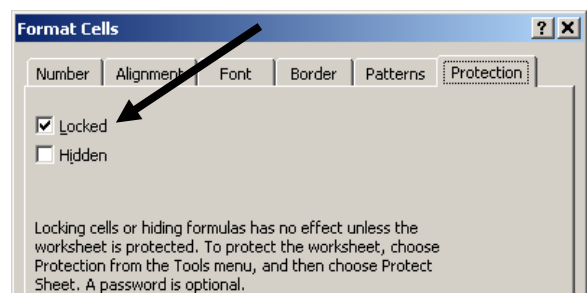 Format Cells
Number Alignment Font Border Patterns Protection
Locked
Hidden
Locking cells or hiding formulas has no effect unless the
worksheet is protected. To protect the worksheet, choose
Protection from the Tools menu, and then choose Protect
Sheet. A password is optional.